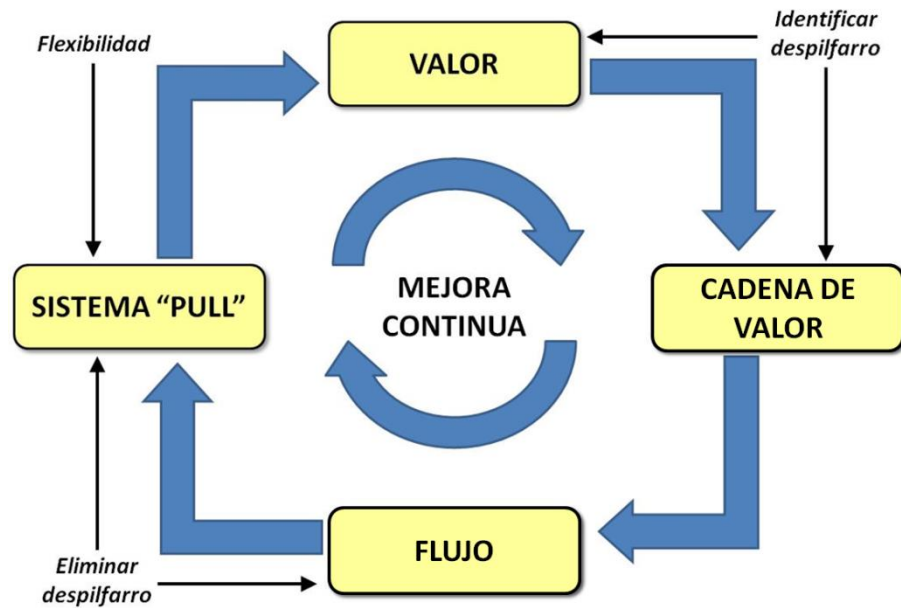 Flexibilidad
VALOR
Identificar
despilfarro
SISTEMA “PULL”
MEJORA
CONTINUA
CADENA DE
VALOR
FLUJO
Eliminar
despilfarro